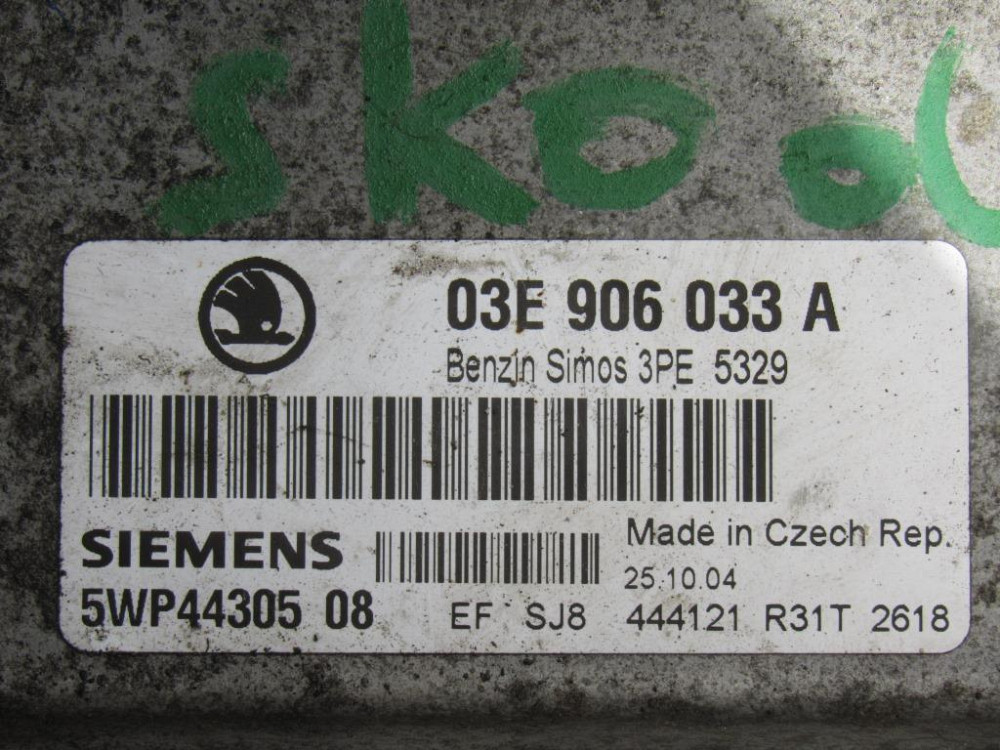 skoda
03E 906 033 A
Benzin Simos 3PE 5329
SIEMENS
Made in Czech Rep.
25.10.04
5WP44305 08
EF SJ8 444121 R31T 2618